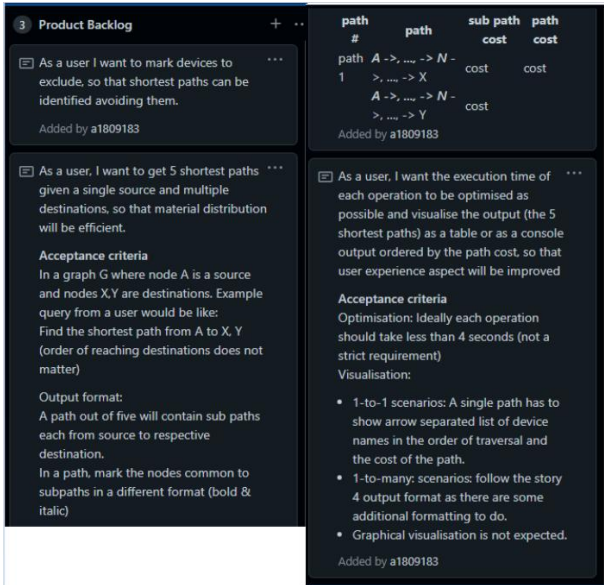 3 Product Backlog + ··
As a user I want to mark devices to ···
exclude, so that shortest paths can be
identified avoiding them.
Added by a1809183
As a user, I want to get 5 shortest paths ···
given a single source and multiple
destinations, so that material distribution
will be efficient.
Acceptance criteria
In a graph G where node A is a source
and nodes X,Y are destinations. Example
query from a user would be like:
Find the shortest path from A to X, Y
(order of reaching destinations does not
matter)
Output format:
A path out of five will contain sub paths
each from source to respective
destination.
In a path, mark the nodes common to
subpaths in a different format (bold &
italic)
path # path sub path cost path cost
path 1 A ->, ..., -> N -
>, ..., -> X cost cost
A ->, ..., -> N -
>, ..., -> Y cost
Added by a1809183
As a user, I want the execution time of ···
each operation to be optimised as
possible and visualise the output (the 5
shortest paths) as a table or as a console
output ordered by the path cost, so that
user experience aspect will be improved
Acceptance criteria
Optimisation: Ideally each operation
should take less than 4 seconds (not a
strict requirement)
Visualisation:
• 1-to-1 scenarios: A single path has to
show arrow separated list of device
names in the order of traversal and
the cost of the path.
• 1-to-many: scenarios: follow the story
4 output format as there are some
additional formatting to do.
• Graphical visualisation is not expected.
Added by a1809183